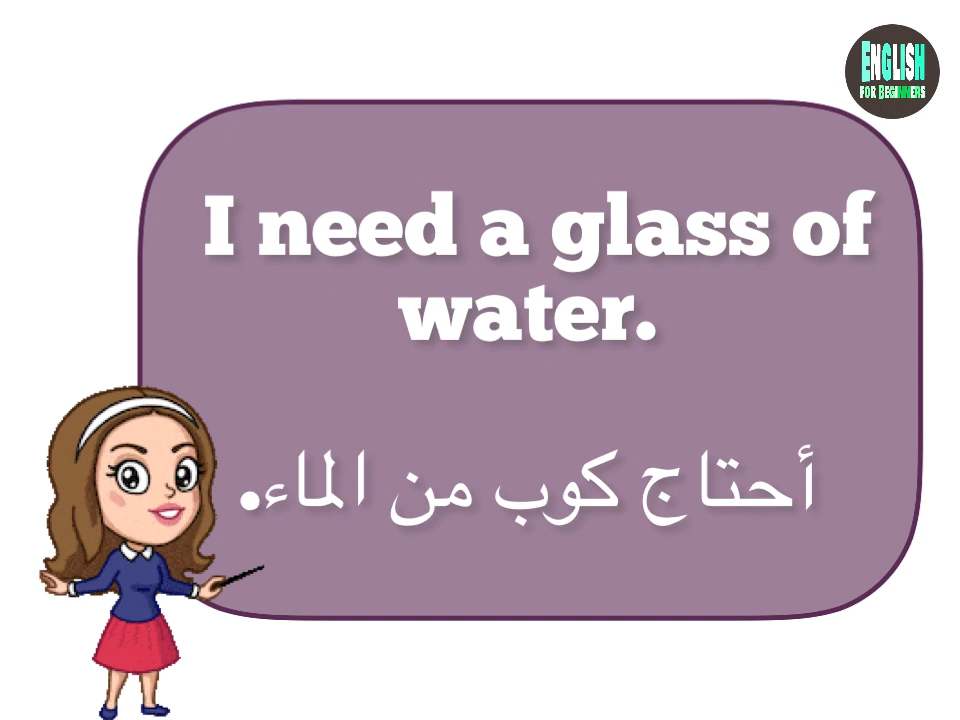 ENGLISH
FOR BEGINNERS
I need a glass of
water.
أحتاج كوب من الماء.